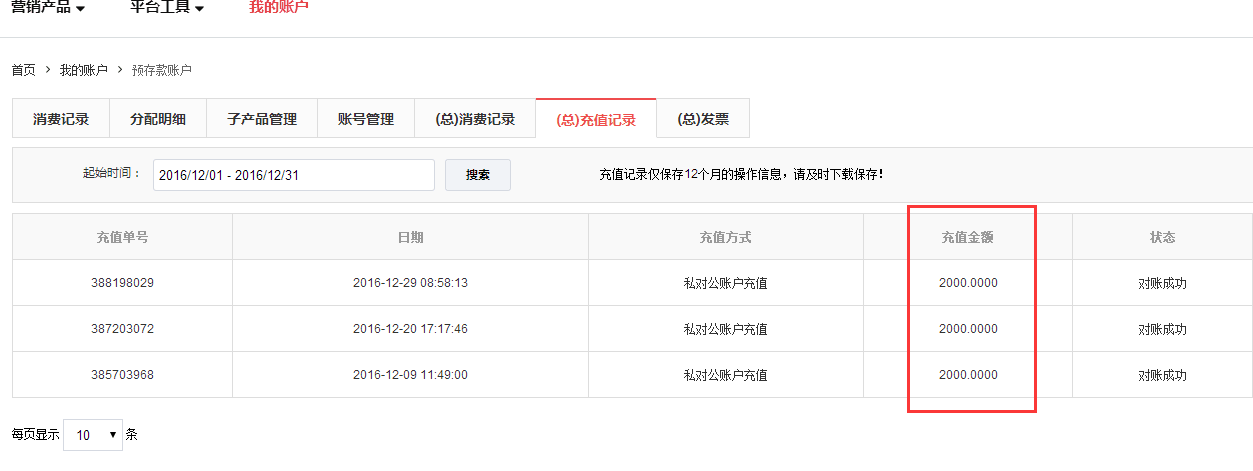 营销产品 平台工具 我的账户
首页 > 我的账户 > 预存款账户
消费记录 分配明细 子产品管理 账号管理 (总)消费记录 (总)充值记录 (总)发票
起始时间： 2016/12/01 - 2016/12/31 搜索 充值记录仅保存12个月的操作信息，请及时下载保存！
充值单号 日期 充值方式 充值金额 状态
388198029 2016-12-29 08:58:13 私对公账户充值 2000.0000 对账成功
387203072 2016-12-20 17:17:46 私对公账户充值 2000.0000 对账成功
385703968 2016-12-09 11:49:00 私对公账户充值 2000.0000 对账成功
每页显示 10 条